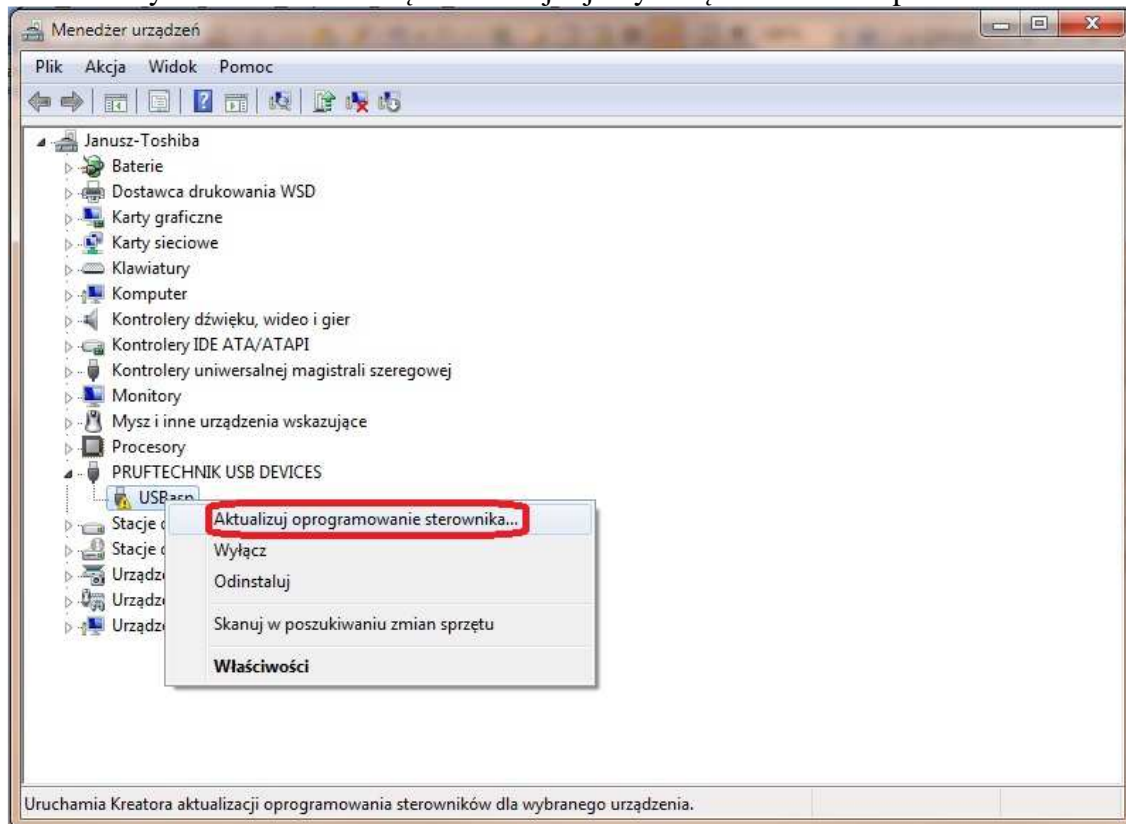 Menedżer urządzeń
Plik Akcja Widok Pomoc
Janusz-Toshiba
Baterie
Dostawca drukowania WSD
Karty graficzne
Karty sieciowe
Klawiatury
Komputer
Kontrolery dźwięku, wideo i gier
Kontrolery IDE ATA/ATAPI
Kontrolery uniwersalnej magistrali szeregowej
Monitory
Mysz i inne urządzenia wskazujące
Procesory
PRUFTECHNIK USB DEVICES
USBasp
Stacje
Aktualizuj oprogramowanie sterownika...
Stacje
Wyłącz
Odinstaluj
Skanuj w poszukiwaniu zmian sprzętu
Właściwości
Uruchamia Kreatora aktualizacji oprogramowania sterowników dla wybranego urządzenia.